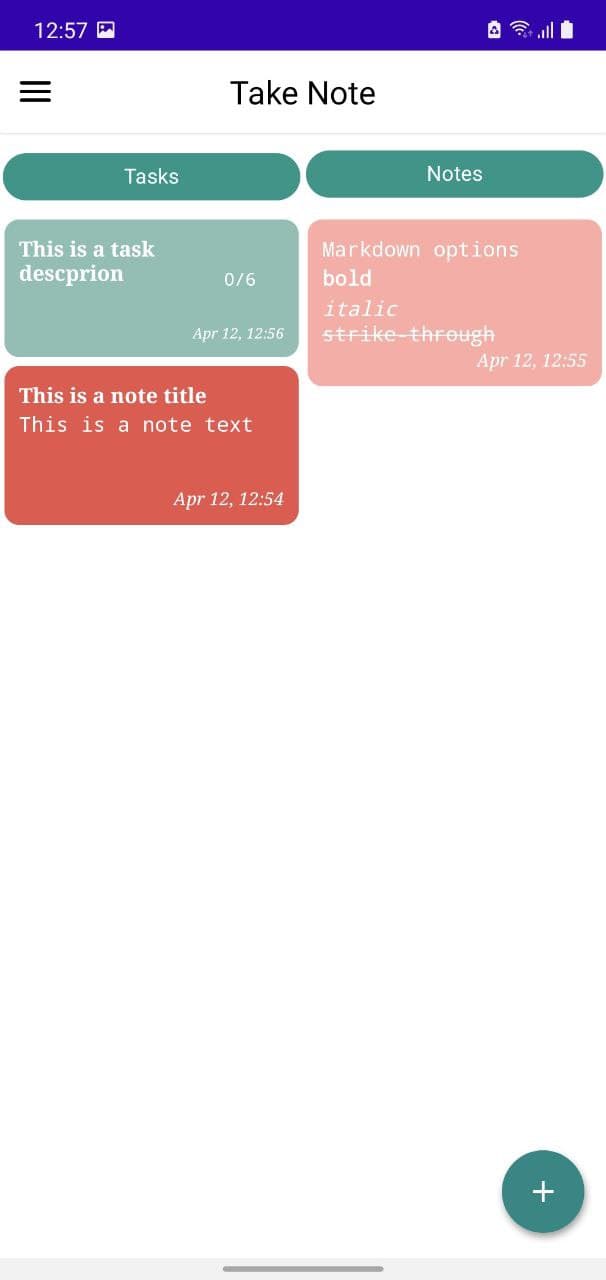 12:57
Take Note
Tasks
Notes
This is a task
descprion
0/6
Apr 12, 12:56
Markdown options
bold
italic
strike-through
Apr 12, 12:55
This is a note title
This is a note text
Apr 12, 12:54